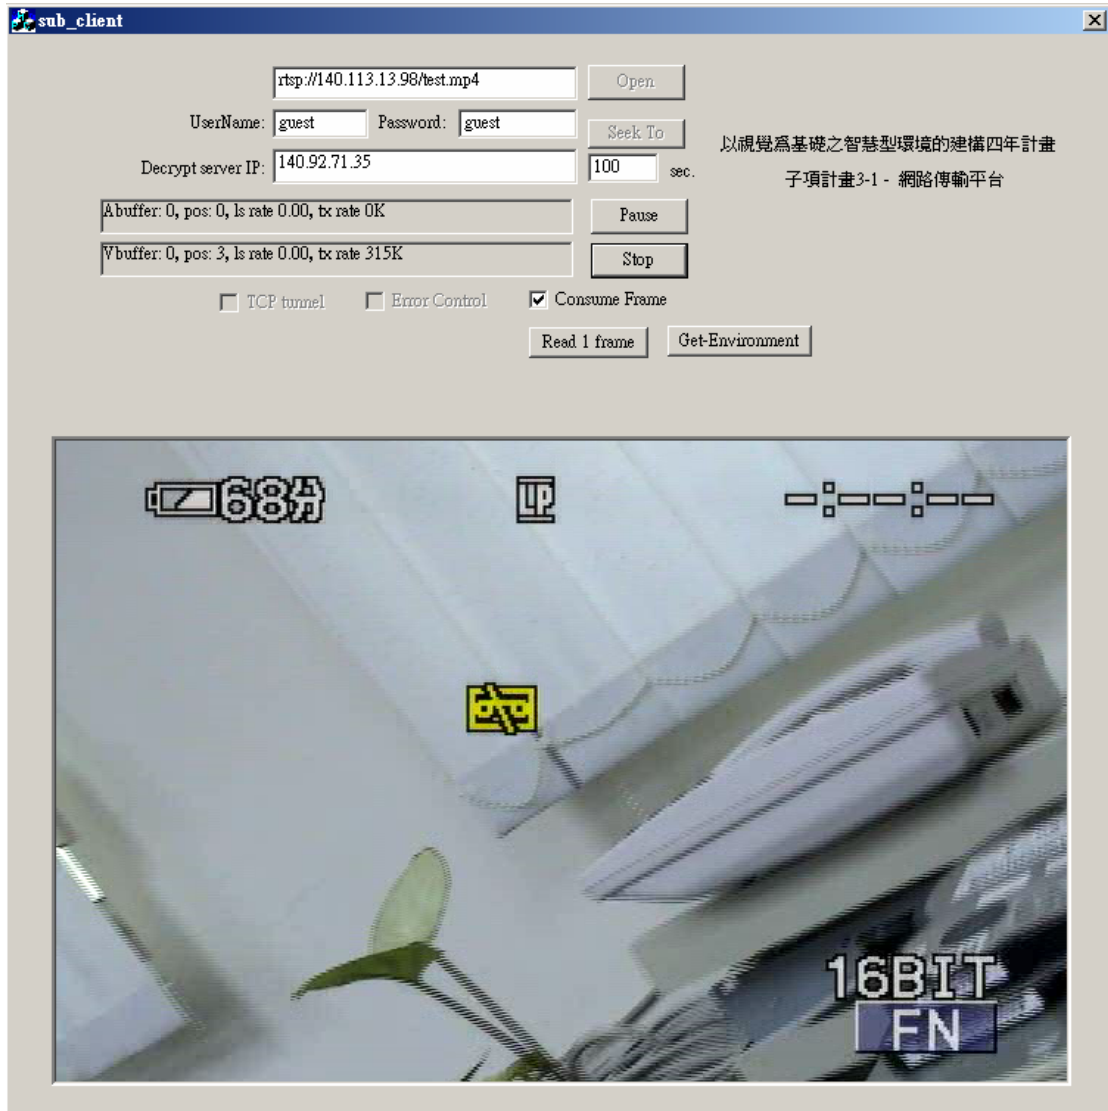 sub_client
rtsp://140.113.13.98/test.mp4 Open
UserName: guest Password: guest Seek To
Decrypt server IP: 140.92.71.35 100 sec.
以視覺爲基礎之智慧型環境的建構四年計畫
子項計畫3-1 - 網路傳輸平台
Abuffer: 0, pos: 0, ls rate 0.00, tx rate 0K Pause
Vbuffer: 0, pos: 3, ls rate 0.00, tx rate 315K Stop
TCP tunnel Error Control Consume Frame
Read 1 frame Get-Environment
68分 LP -:--:--
16BIT
FN